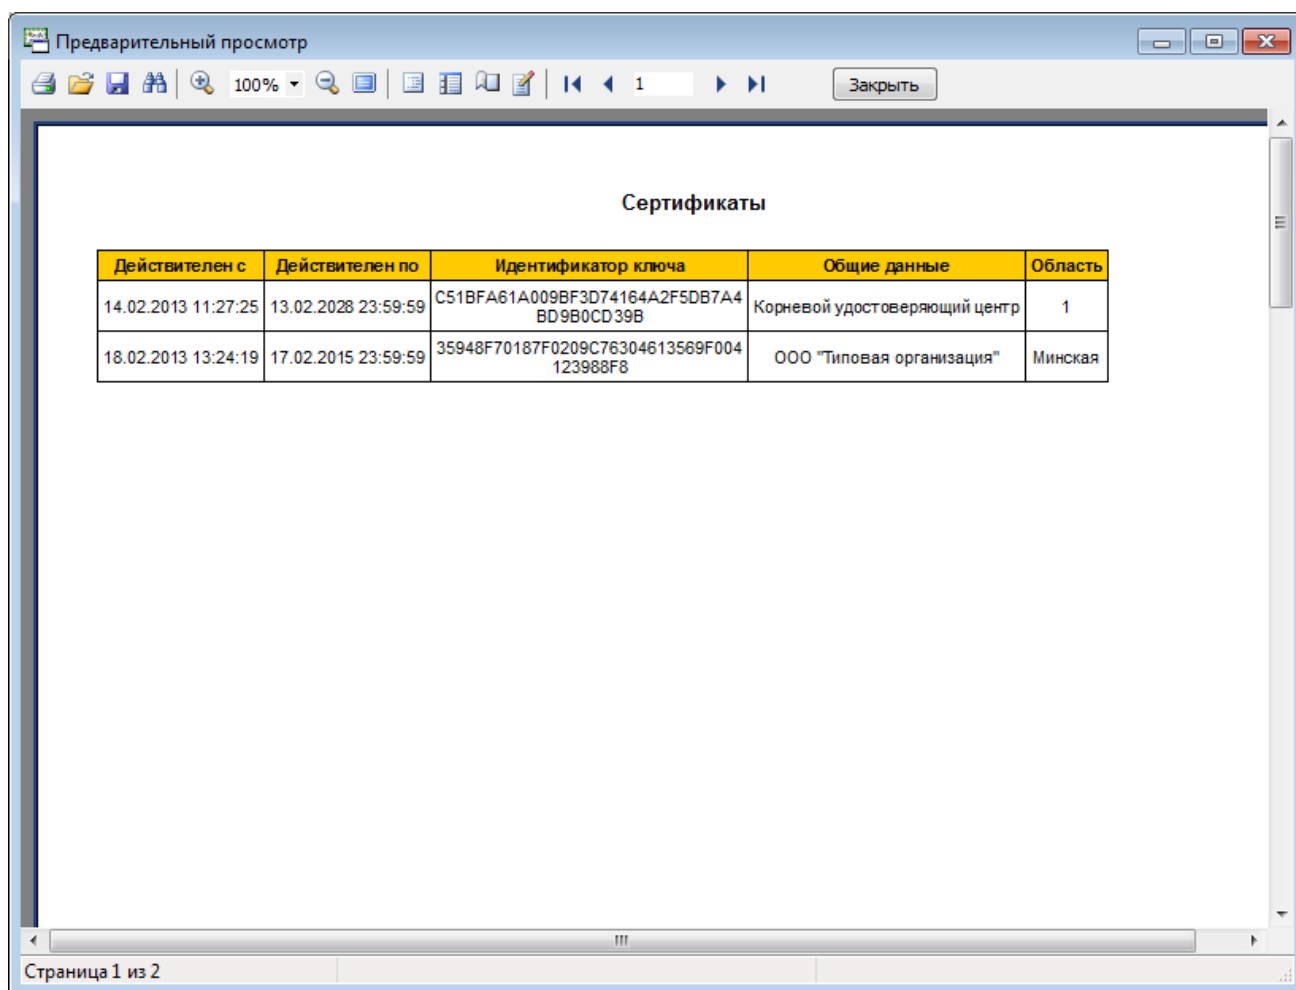 Предварительный просмотр
100% 1 Закрыть
Сертификаты
Действителен с Действителен по Идентификатор ключа Общие данные Область
14.02.2013 11:27:25 13.02.2028 23:59:59 C51BFA61A009BF3D74164A2F5DB7A4 Корневой удостоверяющий центр 1
BD9B0CD39B
18.02.2013 13:24:19 17.02.2015 23:59:59 35948F70187F0209C76304613569F004 ООО "Типовая организация" Минская
123988F8
Страница 1 из 2